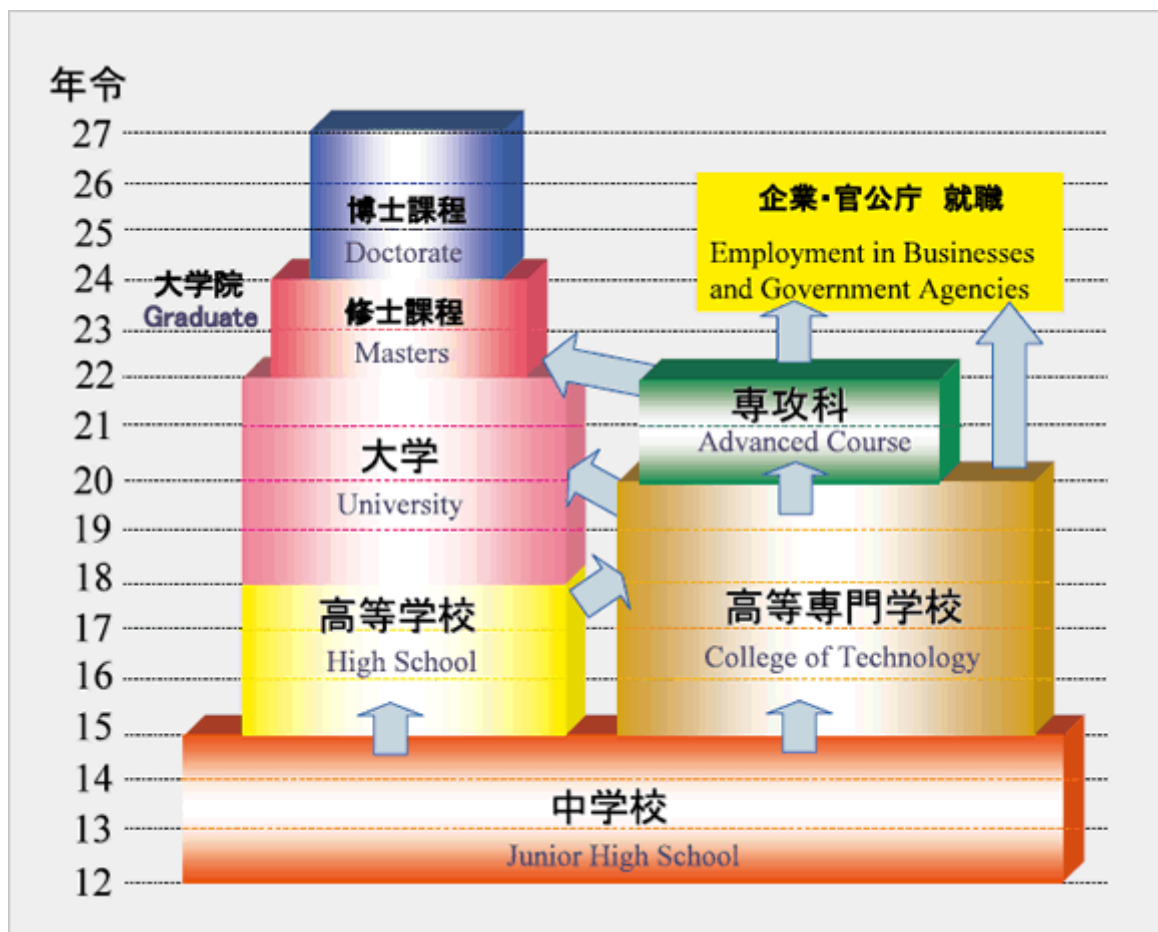 年令
27
26
25
24
23
22
21
20
19
18
17
16
15
14
13
12
博士課程
Doctorate
大学院
Graduate
修士課程
Masters
大学
University
高等学校
High School
企業・官公庁 就職
Employment in Businesses
and Government Agencies
専攻科
Advanced Course
高等専門学校
College of Technology
中学校
Junior High School